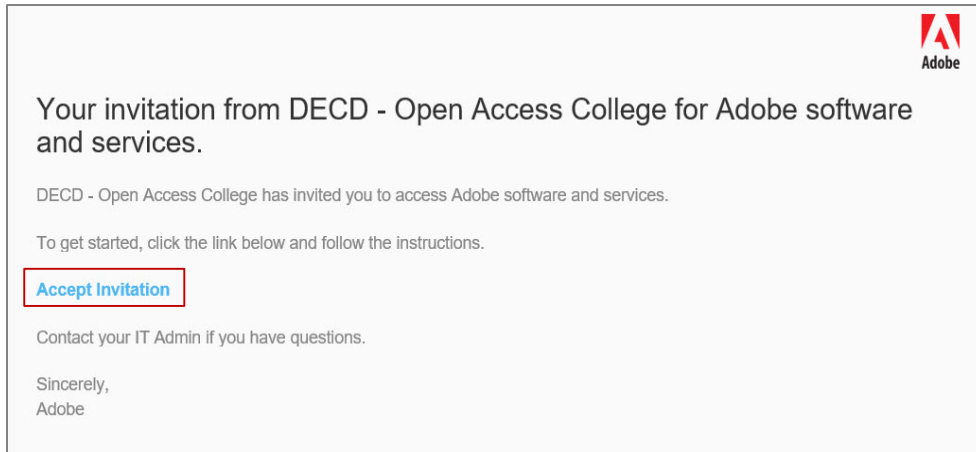 Adobe
Your invitation from DECD - Open Access College for Adobe software
and services.
DECD - Open Access College has invited you to access Adobe software and services.
To get started, click the link below and follow the instructions.
Accept Invitation
Contact your IT Admin if you have questions.
Sincerely,
Adobe